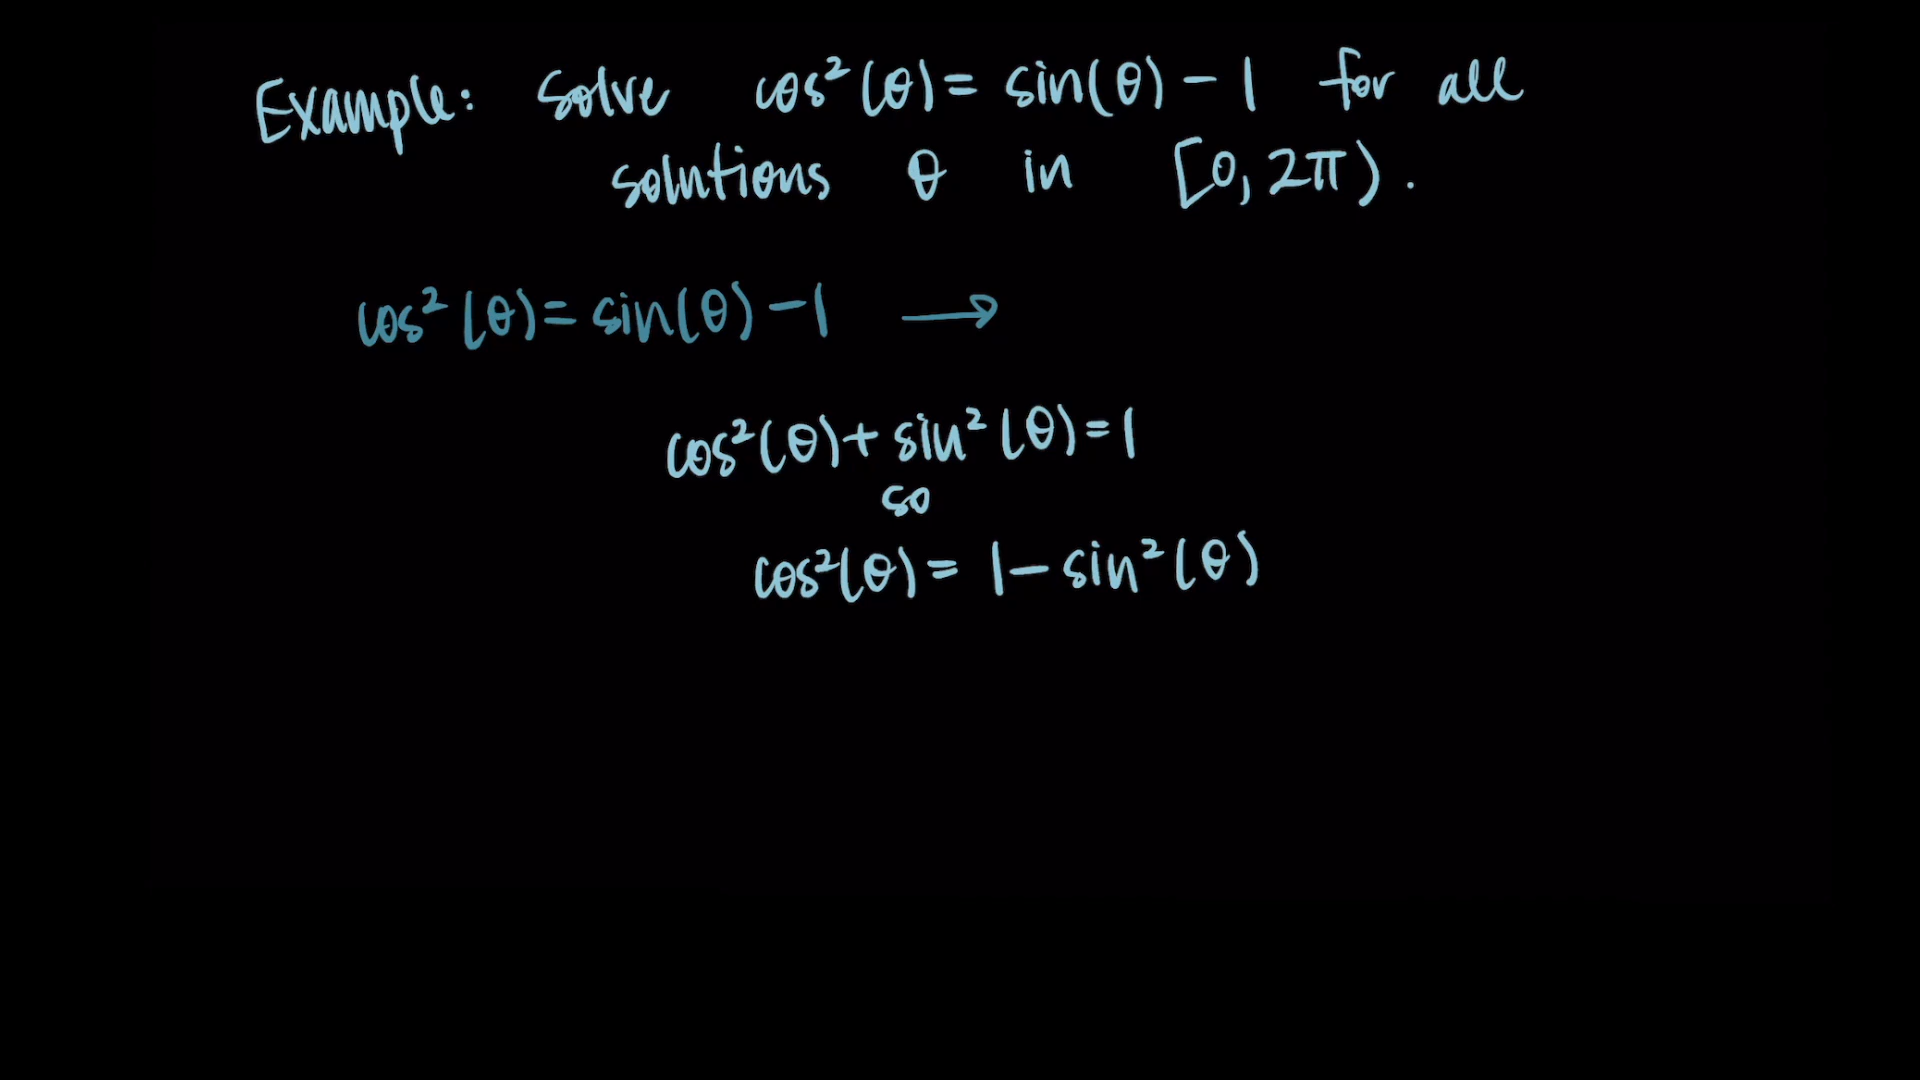 Example: Solve cos²(θ) = sin(θ) - 1 for all
solutions θ in [0, 2π).
cos²(θ) = sin(θ) - 1 ⟶
cos²(θ) + sin²(θ) = 1
so
cos²(θ) = 1 - sin²(θ)